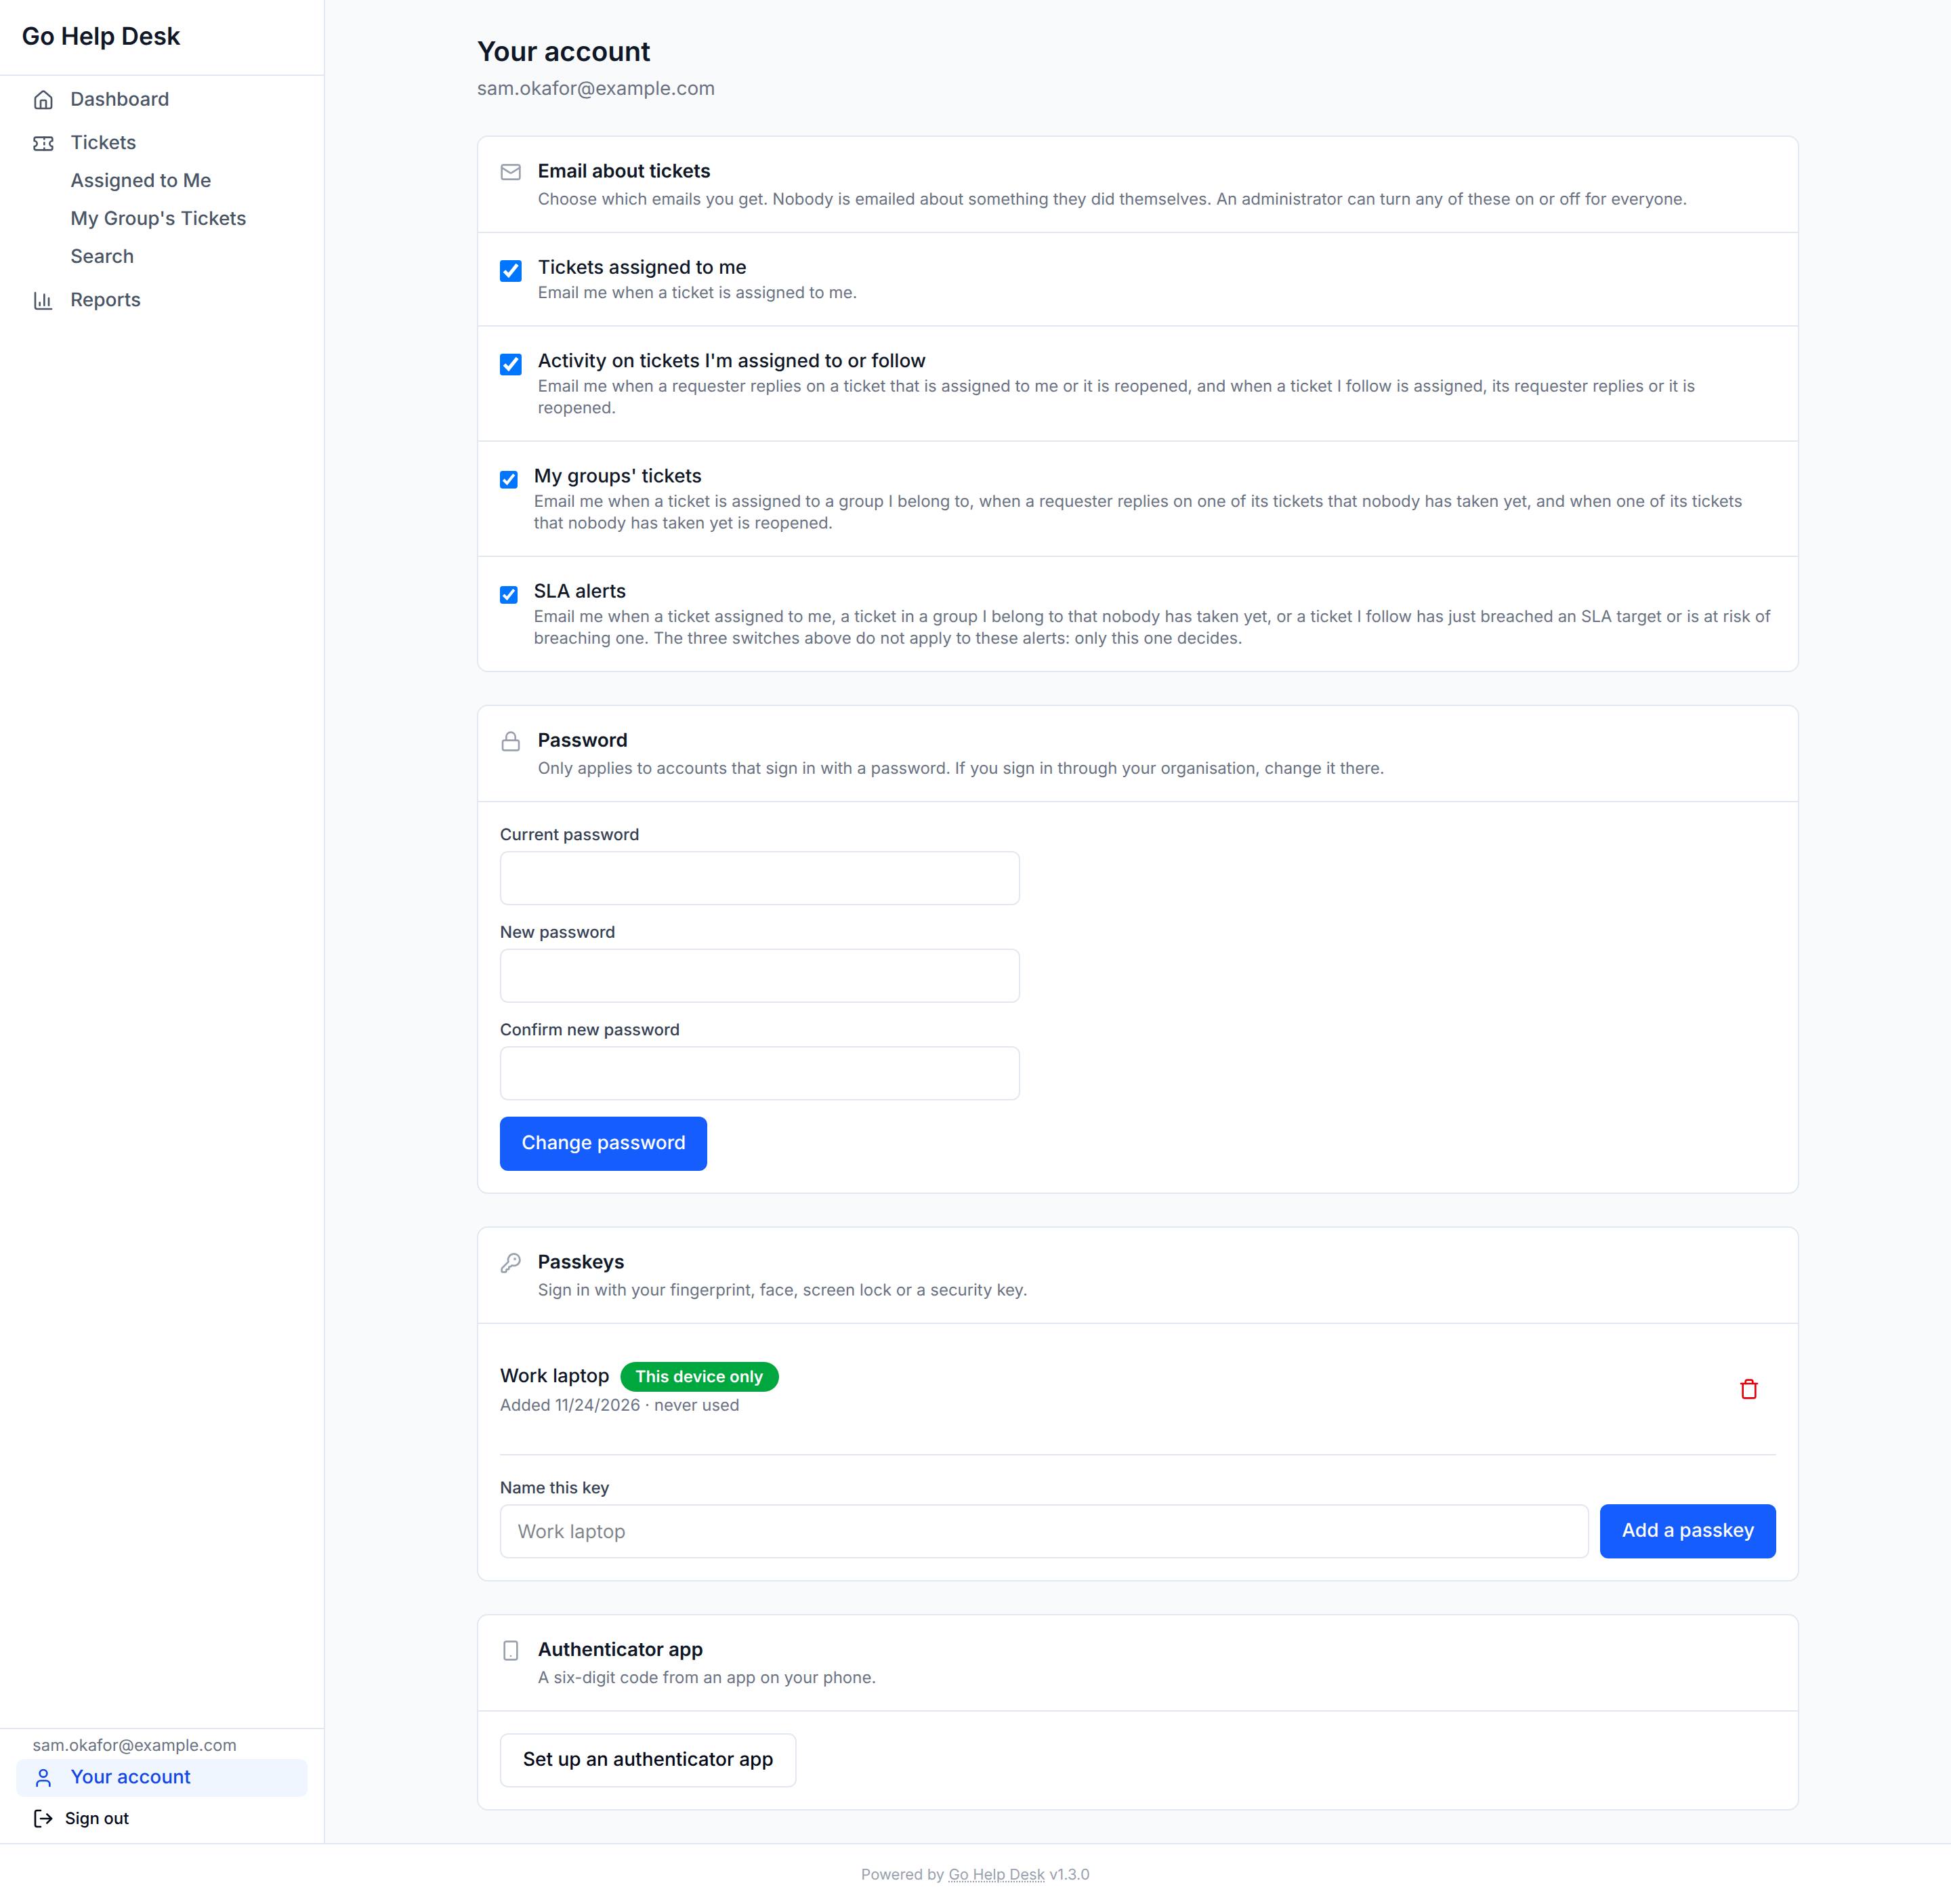 Go Help Desk
Dashboard
Tickets
Assigned to Me
My Group's Tickets
Search
Reports
sam.okafor@example.com
Your account
Sign out
Your account
sam.okafor@example.com
Email about tickets
Choose which emails you get. Nobody is emailed about something they did themselves. An administrator can turn any of these on or off for everyone.
Tickets assigned to me
Email me when a ticket is assigned to me.
Activity on tickets I'm assigned to or follow
Email me when a requester replies on a ticket that is assigned to me or it is reopened, and when a ticket I follow is assigned, its requester replies or it is
reopened.
My groups' tickets
Email me when a ticket is assigned to a group I belong to, when a requester replies on one of its tickets that nobody has taken yet, and when one of its tickets
that nobody has taken yet is reopened.
SLA alerts
Email me when a ticket assigned to me, a ticket in a group I belong to that nobody has taken yet, or a ticket I follow has just breached an SLA target or is at risk of
breaching one. The three switches above do not apply to these alerts: only this one decides.
Password
Only applies to accounts that sign in with a password. If you sign in through your organisation, change it there.
Current password
New password
Confirm new password
Change password
Passkeys
Sign in with your fingerprint, face, screen lock or a security key.
Work laptop This device only
Added 11/24/2026 · never used
Name this key
Work laptop
Add a passkey
Authenticator app
A six-digit code from an app on your phone.
Set up an authenticator app
Powered by Go Help Desk v1.3.0